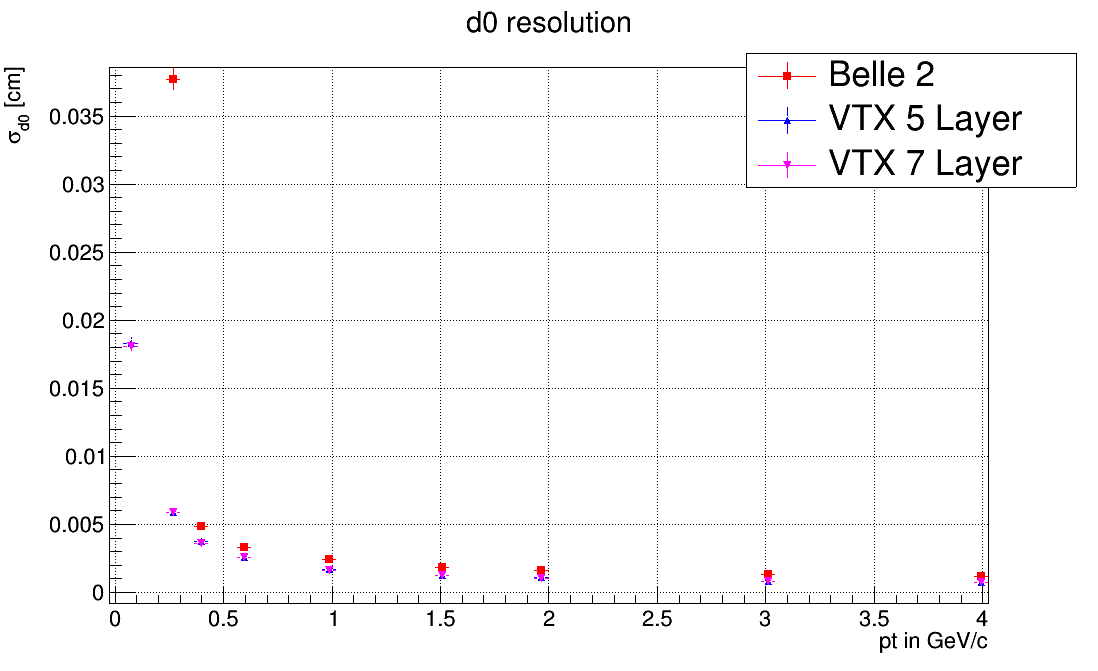 d0 resolution
σd0 [cm]
Belle 2
VTX 5 Layer
VTX 7 Layer
0.035
0.03
0.025
0.02
0.015
0.01
0.005
0
0 0.5 1 1.5 2 2.5 3 3.5 4
pt in GeV/c